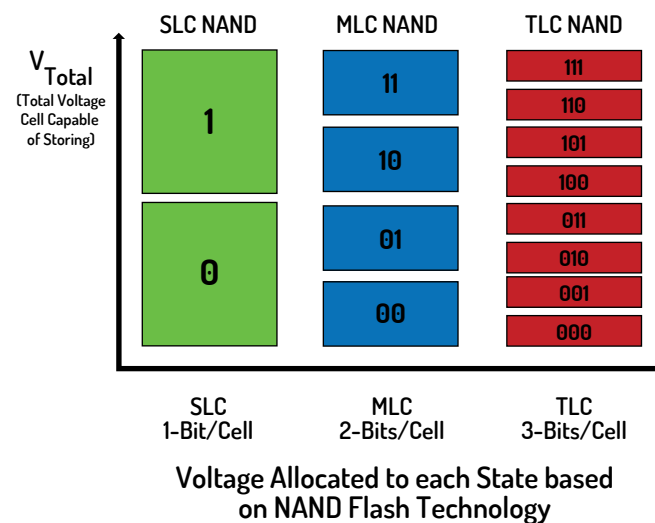 SLC NAND
MLC NAND
TLC NAND
V Total
(Total Voltage
Cell Capable
of Storing)
1
0
11
10
01
00
111
110
101
100
011
010
001
000
SLC
1-Bit/Cell
MLC
2-Bits/Cell
TLC
3-Bits/Cell
Voltage Allocated to each State based
on NAND Flash Technology